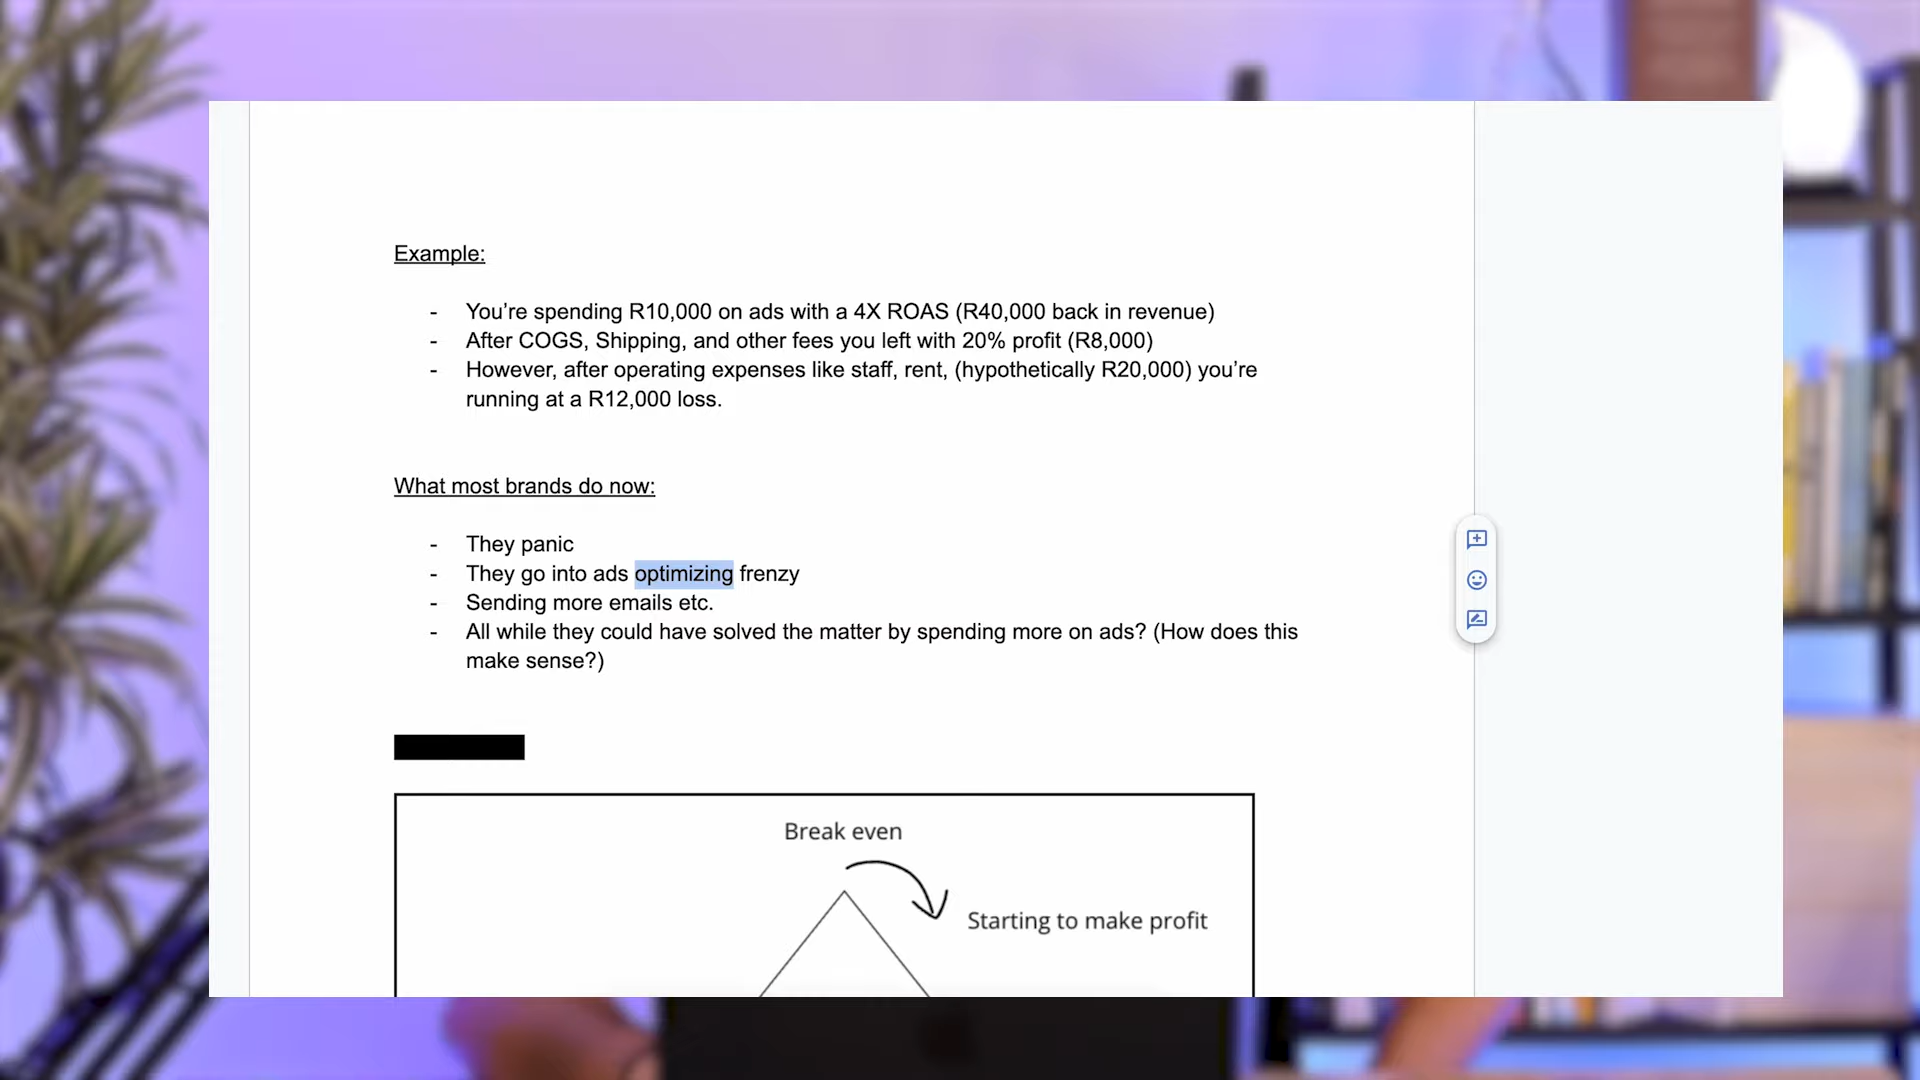 Example:
- You’re spending R10,000 on ads with a 4X ROAS (R40,000 back in revenue)
- After COGS, Shipping, and other fees you left with 20% profit (R8,000)
- However, after operating expenses like staff, rent, (hypothetically R20,000) you’re
running at a R12,000 loss.
What most brands do now:
- They panic
- They go into ads optimizing frenzy
- Sending more emails etc.
- All while they could have solved the matter by spending more on ads? (How does this
make sense?)
Break even
Starting to make profit